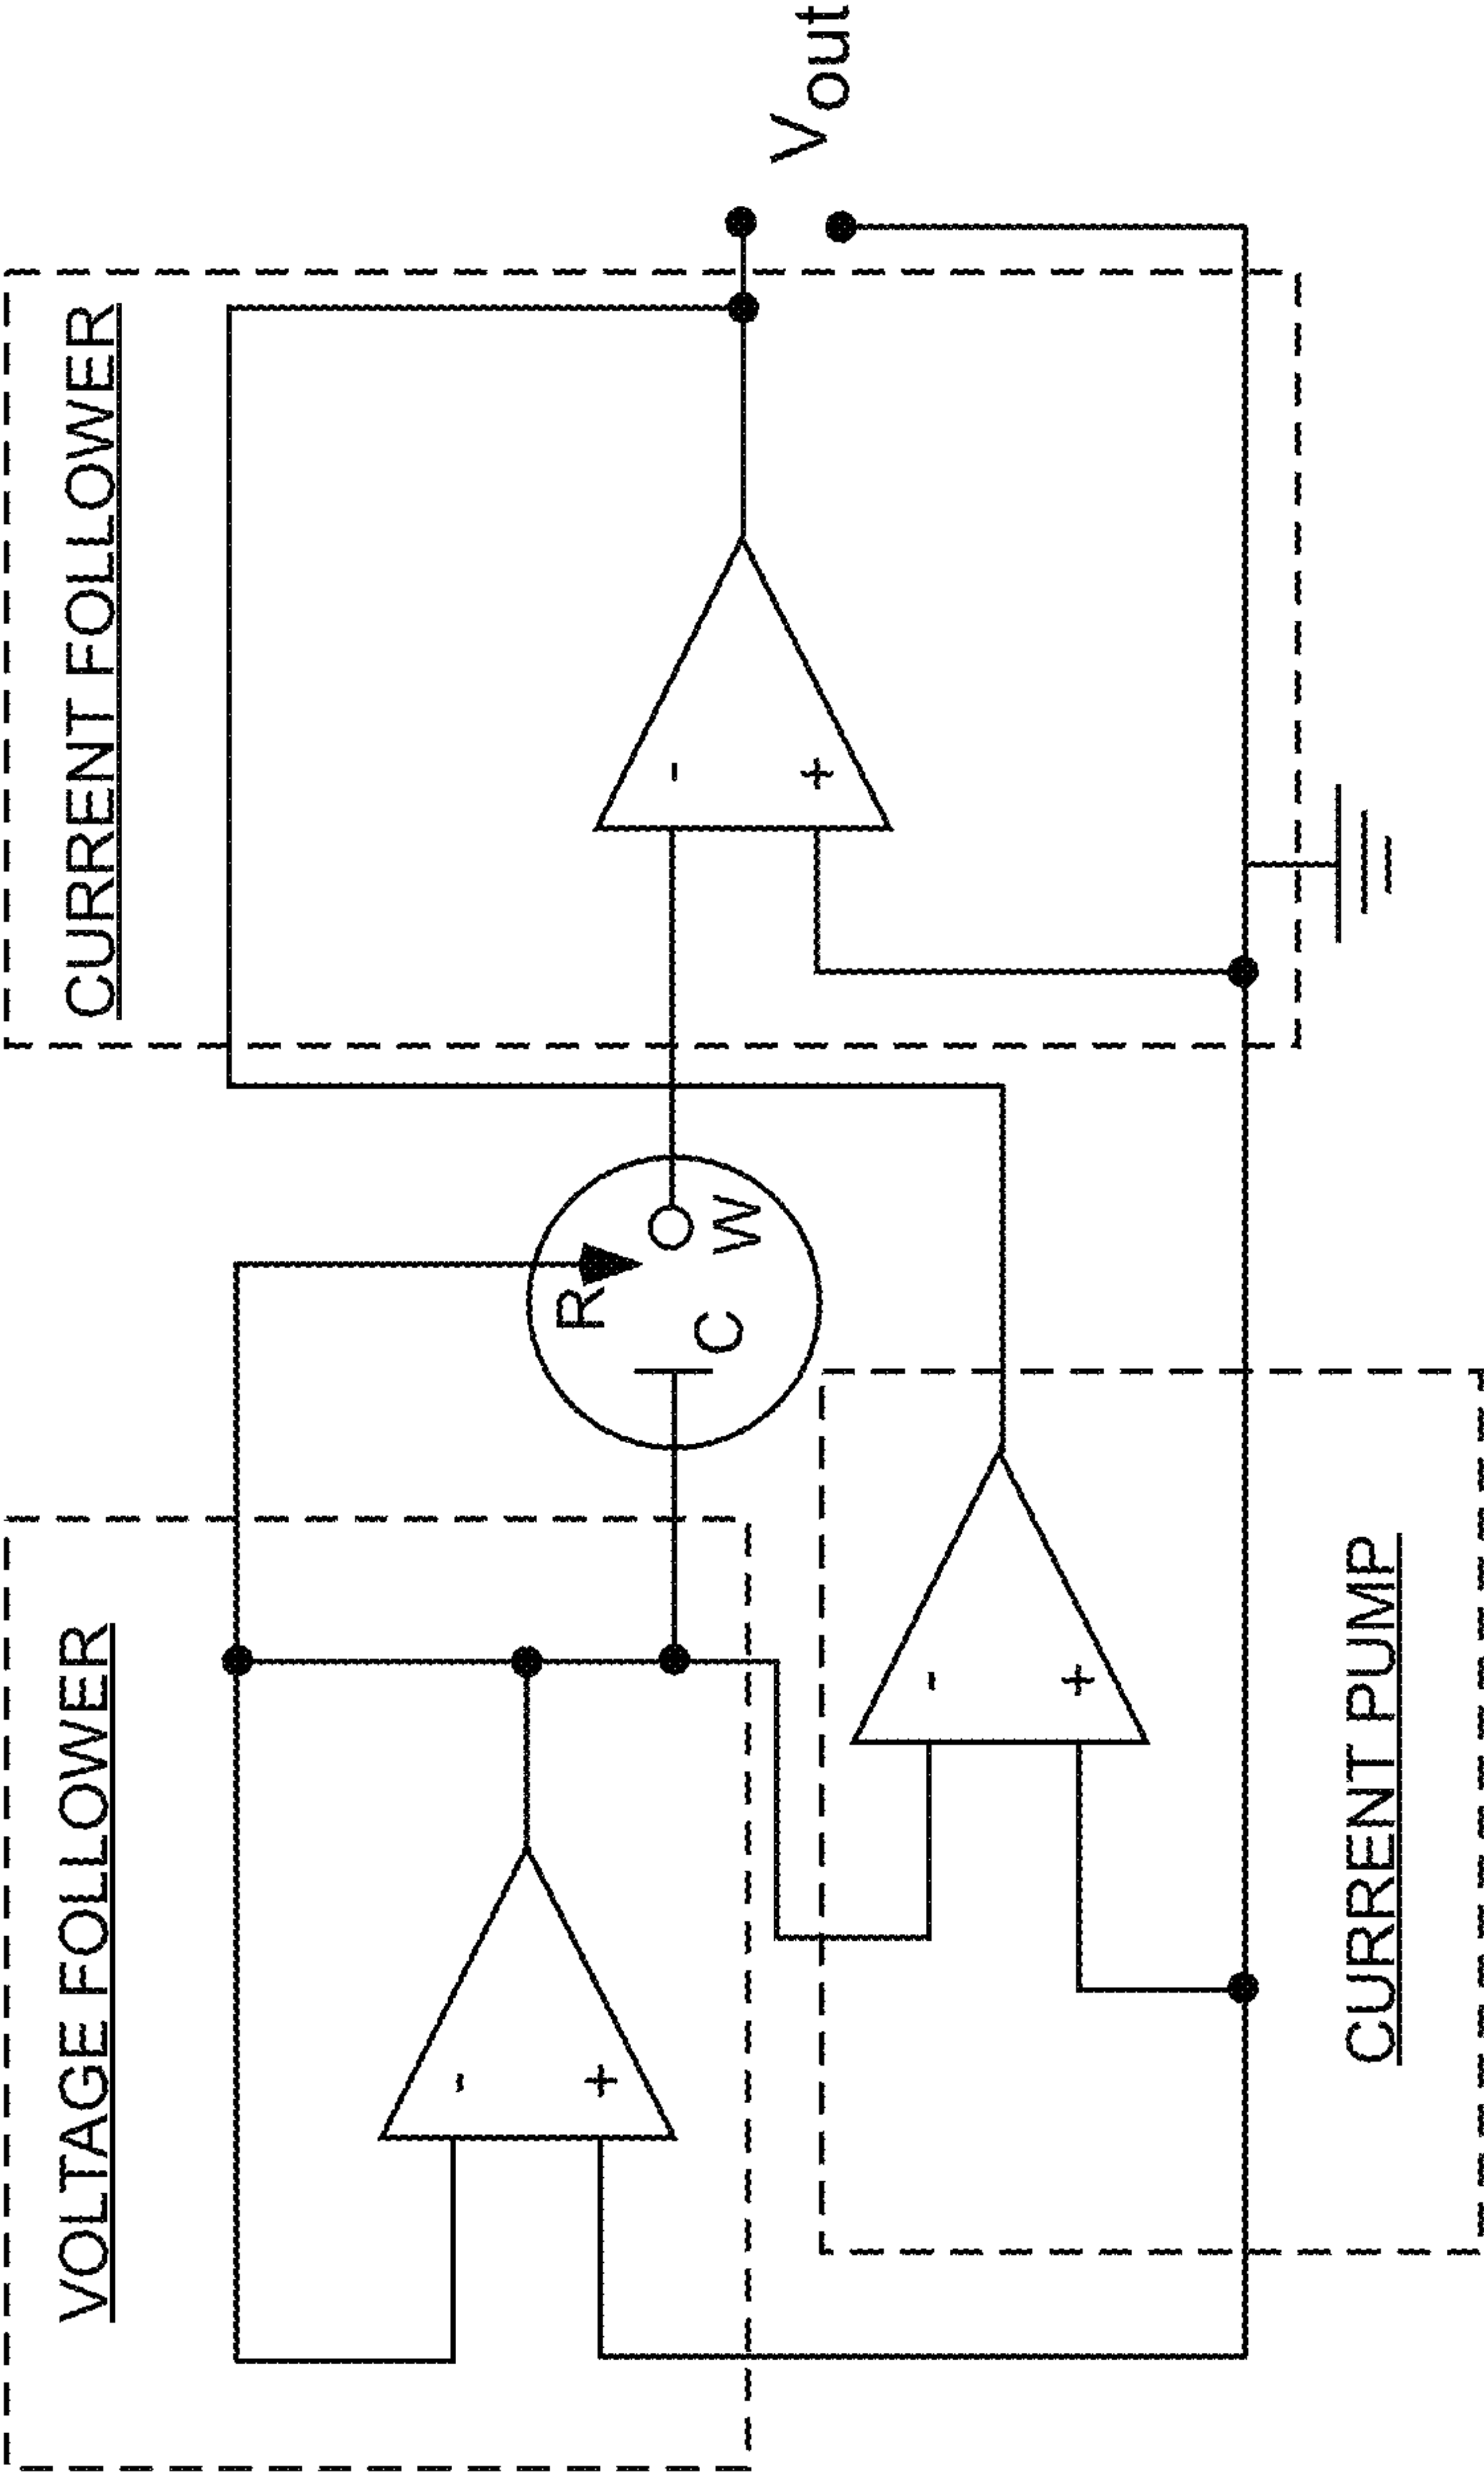 VOLTAGE FOLLOWER
CURRENT FOLLOWER
-
+
R
C
W
-
+
Vout
-
+
CURRENT PUMP